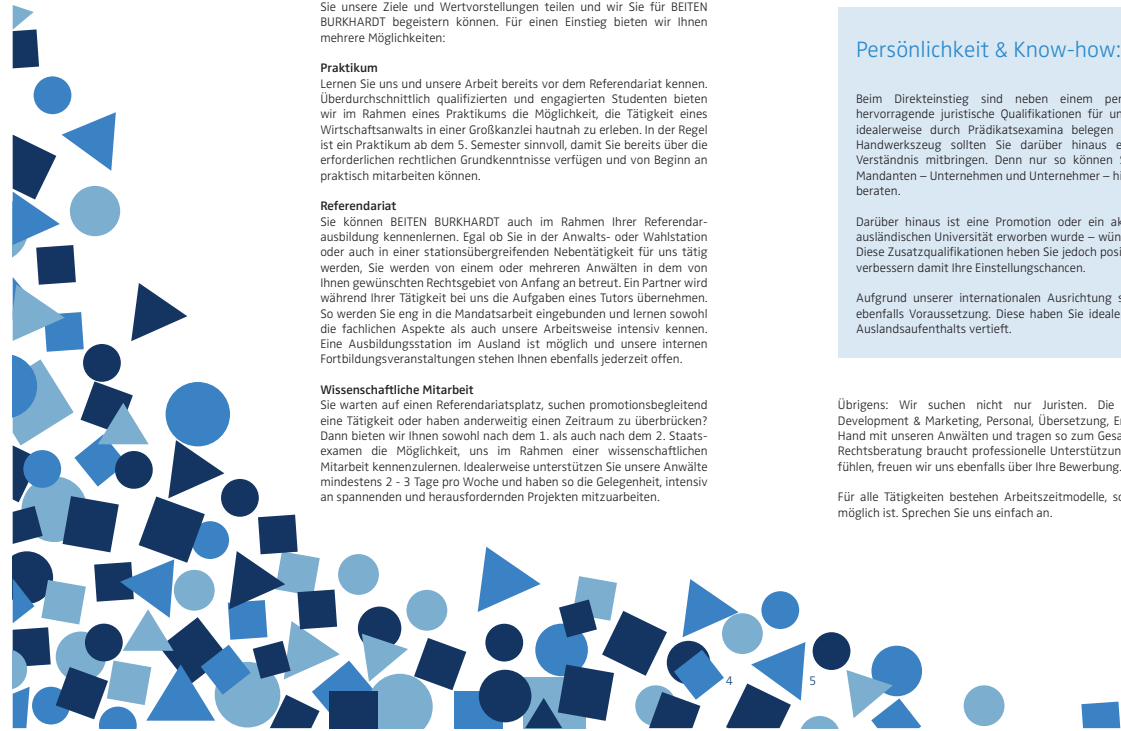 Sie unsere Ziele und Wertvorstellungen teilen und wir Sie für BEITEN
BURKHARDT begeistern können. Für einen Einstieg bieten wir Ihnen
mehrere Möglichkeiten:
Praktikum
Lernen Sie uns und unsere Arbeit bereits vor dem Referendariat kennen.
Überdurchschnittlich qualifizierten und engagierten Studenten bieten
wir im Rahmen eines Praktikums die Möglichkeit, die Tätigkeit eines
Wirtschaftsanwalts in einer Großkanzlei hautnah zu erleben. In der Regel
ist ein Praktikum ab dem 5. Semester sinnvoll, damit Sie bereits über die
erforderlichen rechtlichen Grundkenntnisse verfügen und von Beginn an
praktisch mitarbeiten können.
Referendariat
Sie können BEITEN BURKHARDT auch im Rahmen Ihrer Referendar-
ausbildung kennenlernen. Egal ob Sie in der Anwalts- oder Wahlstation
oder auch in einer stationsübergreifenden Nebentätigkeit für uns tätig
werden, Sie werden von einem oder mehreren Anwälten in dem von
Ihnen gewünschten Rechtsgebiet von Anfang an betreut. Ein Partner wird
während Ihrer Tätigkeit bei uns die Aufgaben eines Tutors übernehmen.
So werden Sie eng in die Mandatsarbeit eingebunden und lernen sowohl
die fachlichen Aspekte als auch unsere Arbeitsweise intensiv kennen.
Eine Ausbildungsstation im Ausland ist möglich und unsere internen
Fortbildungsveranstaltungen stehen Ihnen ebenfalls jederzeit offen.
Wissenschaftliche Mitarbeit
Sie warten auf einen Referendariatsplatz, suchen promotionsbegleitend
eine Tätigkeit oder haben anderweitig einen Zeitraum zu überbrücken?
Dann bieten wir Ihnen sowohl nach dem 1. als auch nach dem 2. Staats-
examen die Möglichkeit, uns im Rahmen einer wissenschaftlichen
Mitarbeit kennenzulernen. Idealerweise unterstützen Sie unsere Anwälte
mindestens 2 - 3 Tage pro Woche und haben so die Gelegenheit, intensiv
an spannenden und herausfordernden Projekten mitzuarbeiten.
4
Persönlichkeit & Know-how:
Beim Direkteinstieg sind neben einem
hervorragende juristische Qualifikationen für
idealerweise durch Prädikatsexamina belegen
Handwerkszeug sollten Sie darüber hinaus
Verständnis mitbringen. Denn nur so können
Mandanten – Unternehmen und Unternehmer –
beraten.
Darüber hinaus ist eine Promotion oder ein
ausländischen Universität erworben wurde –
Diese Zusatzqualifikationen heben Sie jedoch
verbessern damit Ihre Einstellungschancen.
Aufgrund unserer internationalen Ausrichtung
ebenfalls Voraussetzung. Diese haben Sie
Auslandsaufenthalts vertieft.
Übrigens: Wir suchen nicht nur Juristen. Die
Development & Marketing, Personal, Übersetzung,
Hand mit unseren Anwälten und tragen so zum
Rechtsberatung braucht professionelle
fühlen, freuen wir uns ebenfalls über Ihre Bewerbung.
Für alle Tätigkeiten bestehen Arbeitszeitmodelle,
möglich ist. Sprechen Sie uns einfach an.
5